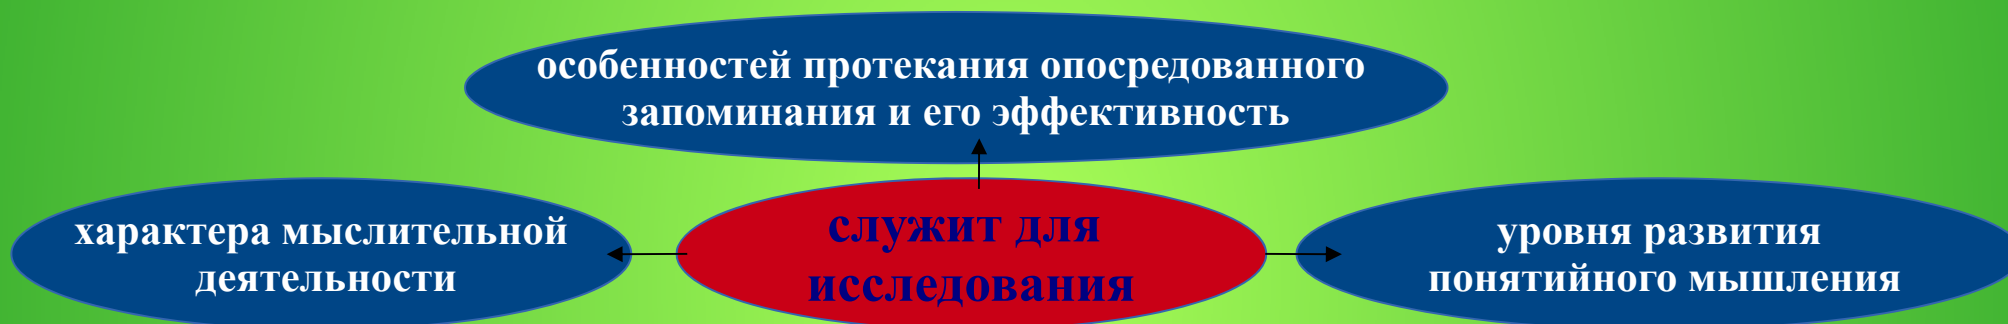 особенностей протекания опосредованного
запоминания и его эффективность
характера мыслительной
деятельности
служит для
исследования
уровня развития
понятийного мышления